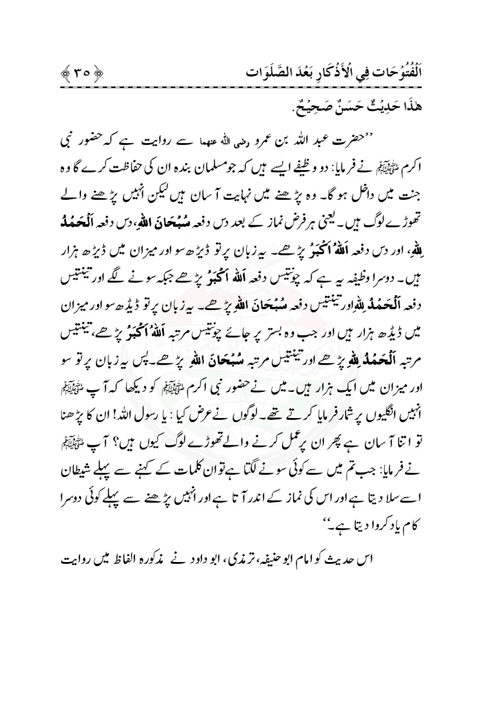 اَلْفُتُوْحَات فِي الْأَذْكَارِ بَعْدَ الصَّلَوَات ﴿ ۳۵ ﴾
هٰذَا حَدِيْثٌ حَسَنٌ صَحِيْحٌ.
’’حضرت عبد اللہ بن عمرو رضی اللہ عنهما سے روایت ہے کہ حضور نبی
اکرم ﷺ نے فرمایا: دو وظیفے ایسے ہیں کہ جو مسلمان بندہ ان کی حفاظت کرے گا وہ
جنت میں داخل ہو گا۔ وہ پڑھنے میں نہایت آسان ہیں لیکن انہیں پڑھنے والے
تھوڑے لوگ ہیں۔ یعنی ہر فرض نماز کے بعد دس دفعہ سُبْحَانَ اللهِ، دس دفعہ اَلْحَمْدُ
لِلّٰهِ، اور دس دفعہ اَللهُ اَکْبَرُ پڑھے۔ یہ زبان پر تو ڈیڑھ سو اور میزان میں ڈیڑھ ہزار
ہیں۔ دوسرا وظیفہ یہ ہے کہ چونتیس دفعہ اَللهُ اَکْبَرُ پڑھے جبکہ سونے لگے اور تینتیس
دفعہ اَلْحَمْدُ لِلّٰهِ اور تینتیس دفعہ سُبْحَانَ اللهِ پڑھے۔ یہ زبان پر تو ڈیڈھ سو اور میزان
میں ڈیڈھ ہزار ہیں اور جب وہ بستر پر جائے چونتیس مرتبہ اَللهُ اَکْبَرُ پڑھے، تینتیس
مرتبہ اَلْحَمْدُ لِلّٰهِ پڑھے اور تینتیس مرتبہ سُبْحَانَ اللهِ پڑھے۔ پس یہ زبان پر تو سو
اور میزان میں ایک ہزار ہیں۔ میں نے حضور نبی اکرم ﷺ کو دیکھا کہ آپ ﷺ
انہیں انگلیوں پر شمار فرمایا کرتے تھے۔ لوگوں نے عرض کیا: یا رسول اللہ! ان کا پڑھنا
تو اتنا آسان ہے پھر ان پر عمل کرنے والے تھوڑے لوگ کیوں ہیں؟ آپ ﷺ
نے فرمایا: جب تم میں سے کوئی سونے لگتا ہے تو ان کلمات کے کہنے سے پہلے شیطان
اسے سلا دیتا ہے اور اس کی نماز کے اندر آتا ہے اور انہیں پڑھنے سے پہلے کوئی دوسرا
کام یاد کروا دیتا ہے۔‘‘
اس حدیث کو امام ابو حنیفہ، ترمذی، ابو داود نے مذکورہ الفاظ میں روایت